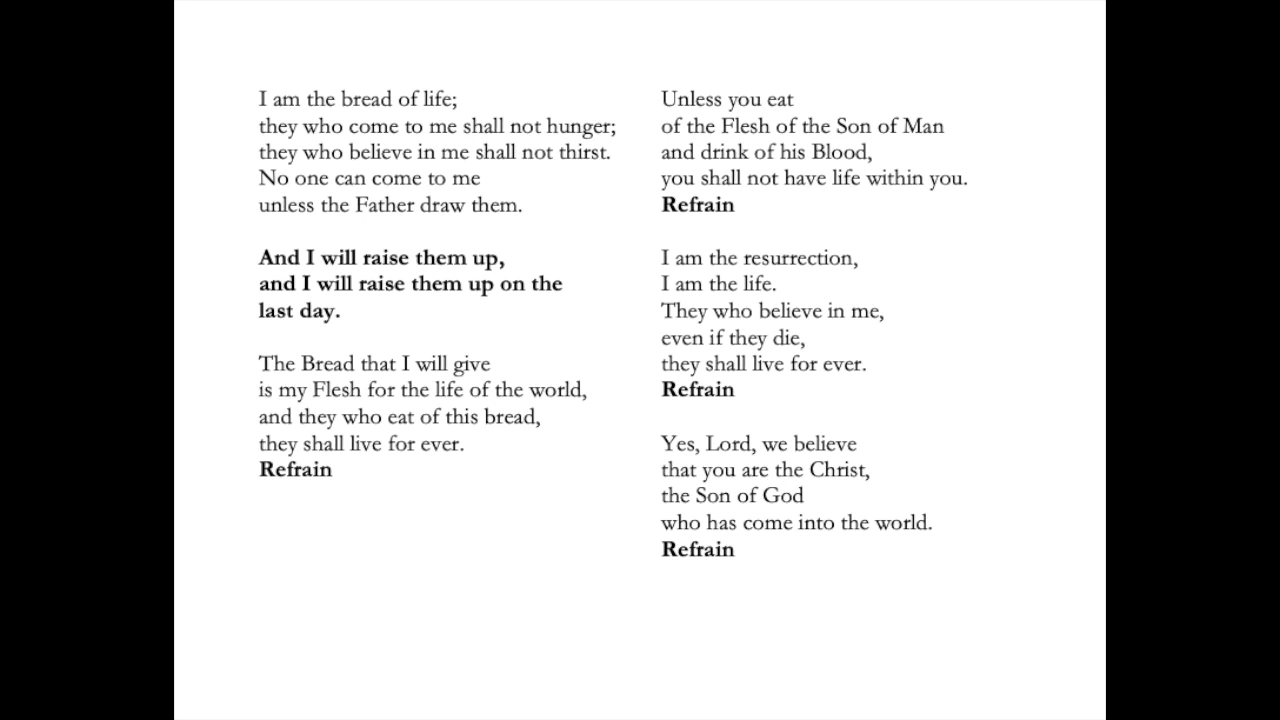 I am the bread of life;
they who come to me shall not hunger;
they who believe in me shall not thirst.
No one can come to me
unless the Father draw them.
And I will raise them up,
and I will raise them up on the
last day.
The Bread that I will give
is my Flesh for the life of the world,
and they who eat of this bread,
they shall live for ever.
Refrain
Unless you eat
of the Flesh of the Son of Man
and drink of his Blood,
you shall not have life within you.
Refrain
I am the resurrection,
I am the life.
They who believe in me,
even if they die,
they shall live for ever.
Refrain
Yes, Lord, we believe
that you are the Christ,
the Son of God
who has come into the world.
Refrain